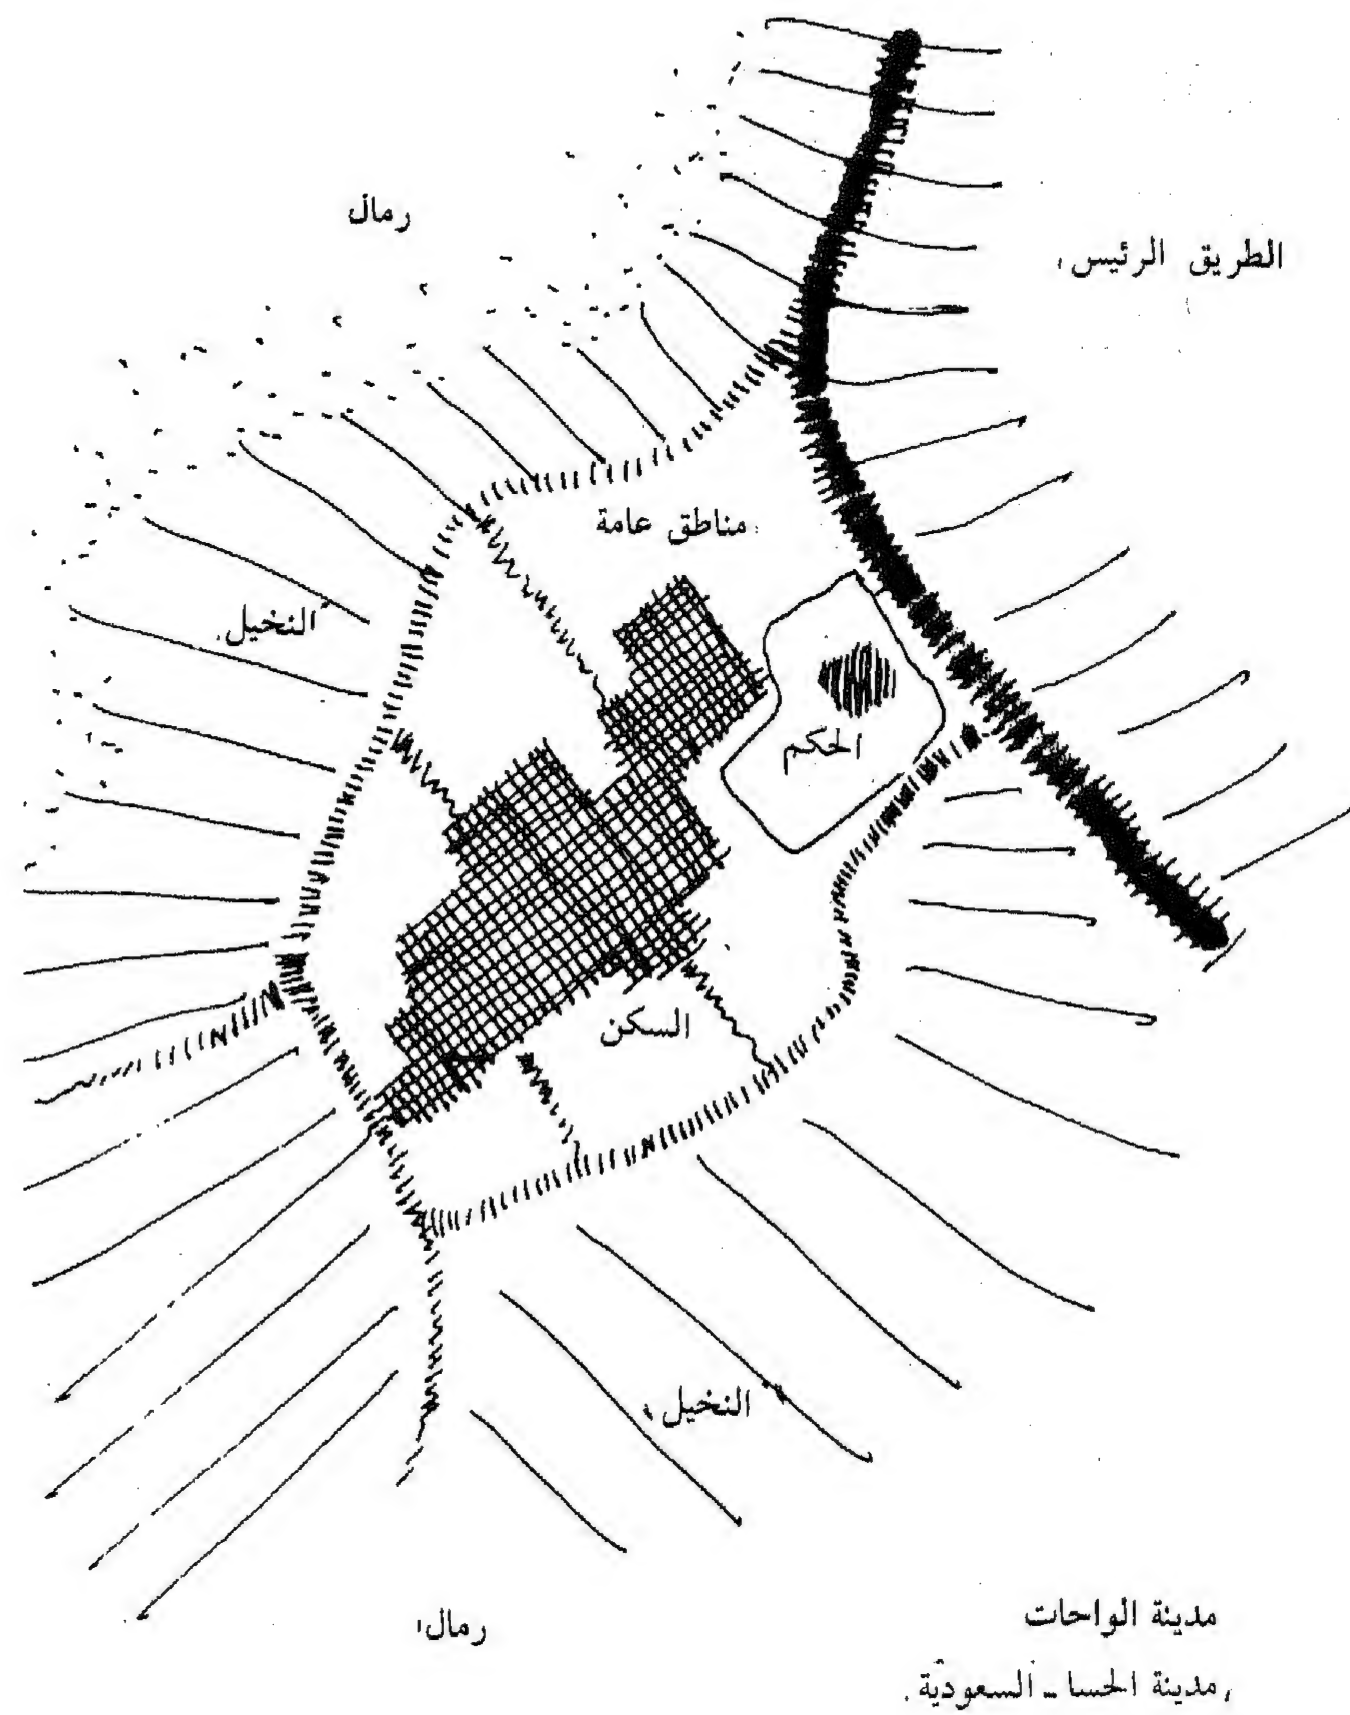 رمال
الطريق الرئيس
مناطق عامة
النخيل
الحكم
السكن
النخيل
رمال
مدينة الواحات
مدينة الحسا - السعودية.